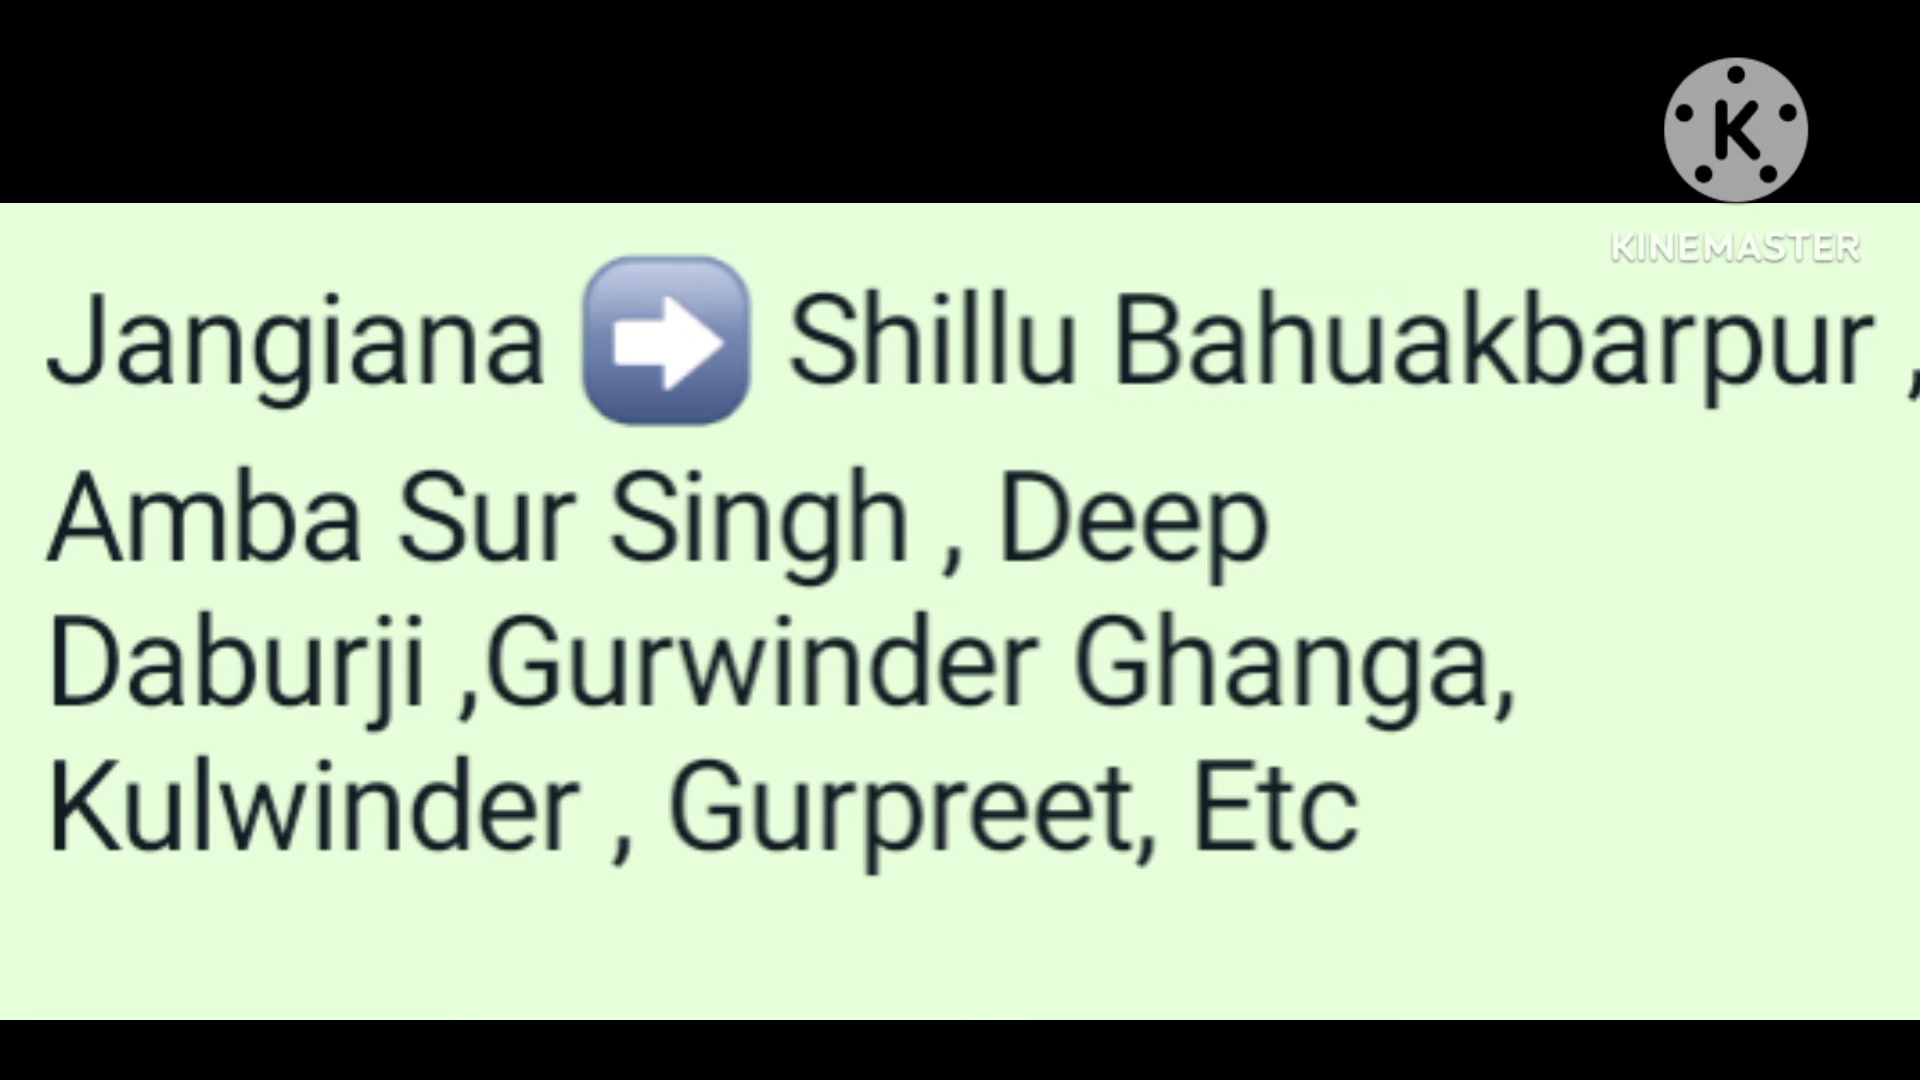 K
KINEMASTER
Jangiana ➡️ Shillu Bahuakbarpur ,
Amba Sur Singh , Deep
Daburji ,Gurwinder Ghanga,
Kulwinder , Gurpreet, Etc